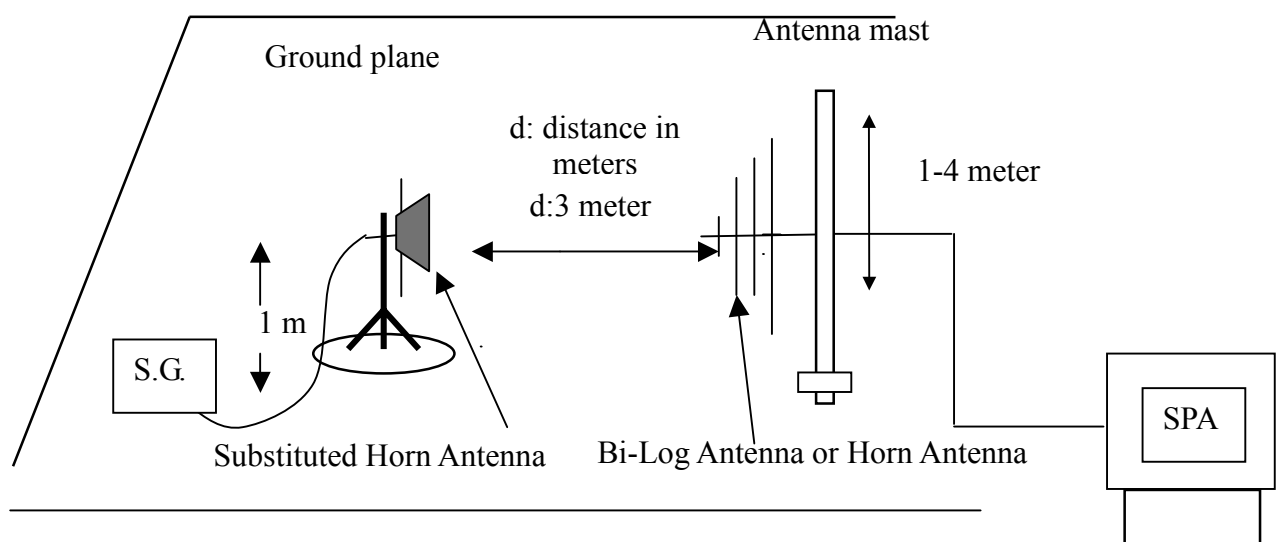 Antenna mast
Ground plane
d: distance in
meters
d:3 meter
1-4 meter
1 m
S.G.
SPA
Substituted Horn Antenna
Bi-Log Antenna or Horn Antenna